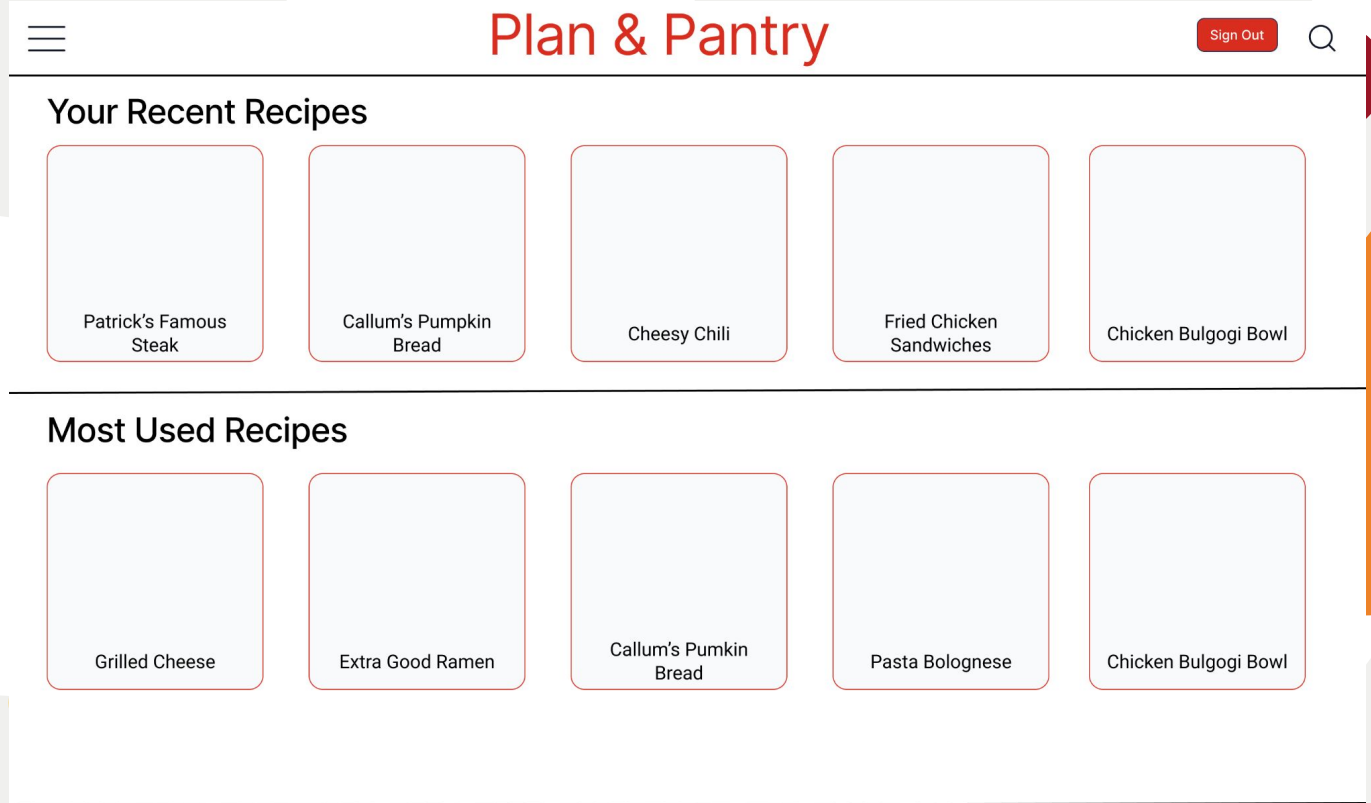 Plan & Pantry
Sign Out
Your Recent Recipes
Patrick’s Famous
Steak
Callum’s Pumpkin
Bread
Cheesy Chili
Fried Chicken
Sandwiches
Chicken Bulgogi Bowl
Most Used Recipes
Grilled Cheese
Extra Good Ramen
Callum’s Pumkin
Bread
Pasta Bolognese
Chicken Bulgogi Bowl